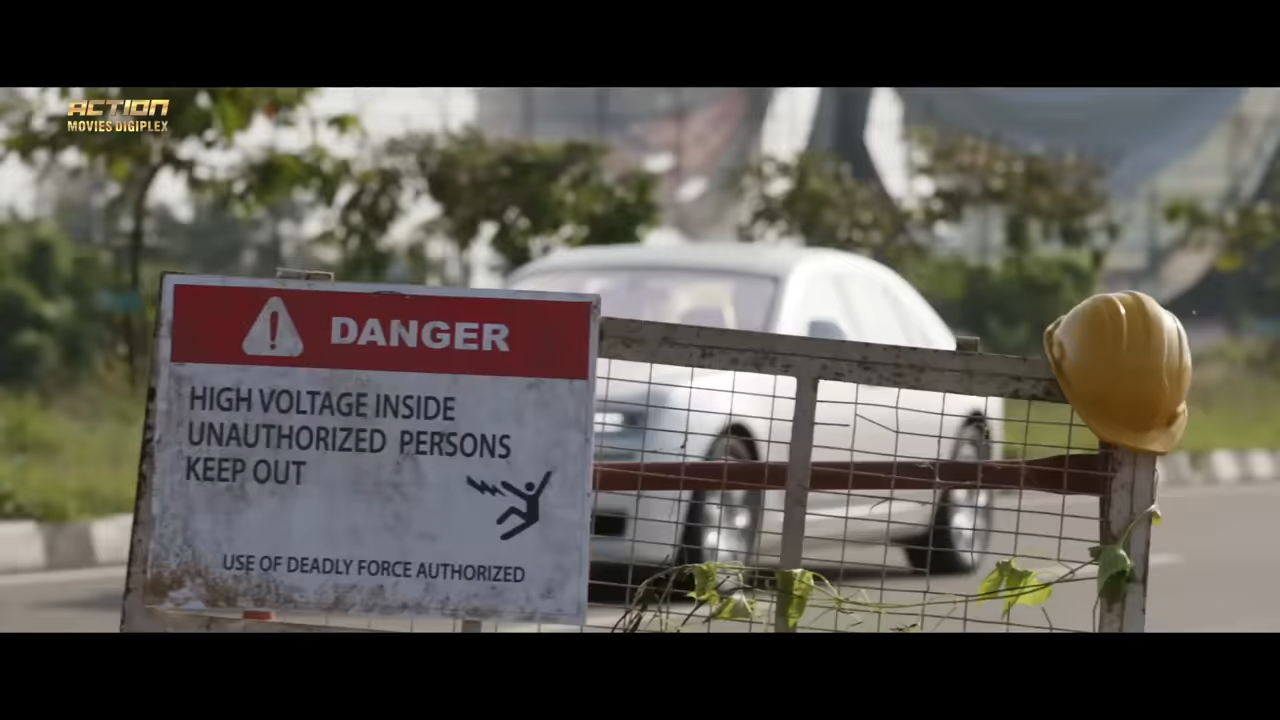 ACTION
MOVIES DIGIPLEX
DANGER
HIGH VOLTAGE INSIDE
UNAUTHORIZED PERSONS
KEEP OUT
USE OF DEADLY FORCE AUTHORIZED